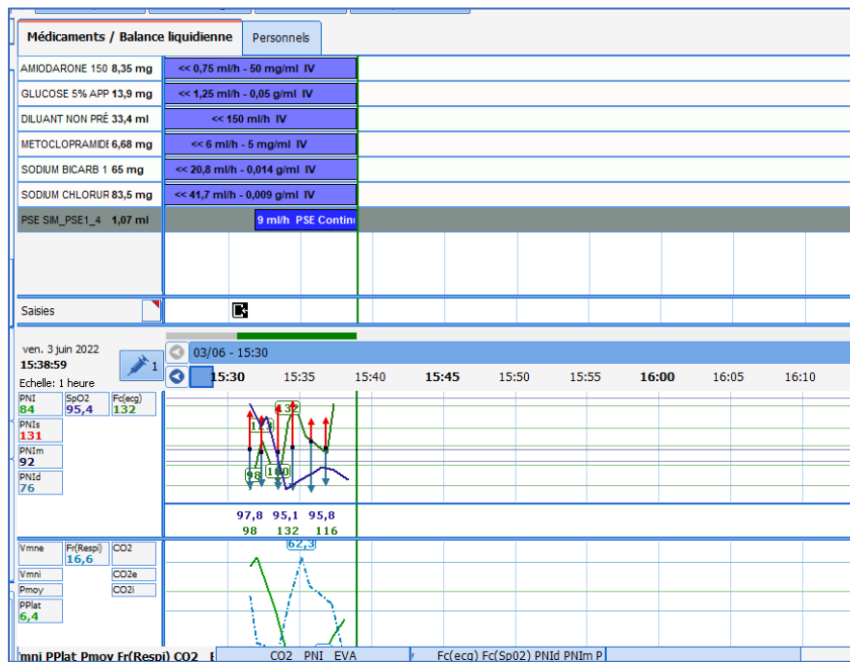 Médicaments / Balance liquidienne Personnels
AMIODARONE 150 8,35 mg << 0,75 ml/h - 50 mg/ml IV
GLUCOSE 5% APP 13,9 mg << 1,25 ml/h - 0,05 g/ml IV
DILUANT NON PRÉ 33,4 ml << 150 ml/h IV
METOCLOPRAMIDE 6,68 mg << 6 ml/h - 5 mg/ml IV
SODIUM BICARB 1 65 mg << 20,8 ml/h - 0,014 g/ml IV
SODIUM CHLORUR 83,5 mg << 41,7 ml/h - 0,009 g/ml IV
PSE SIM_PSE1_4 1,07 ml 9 ml/h PSE Contin
Saisies
ven. 3 juin 2022
15:38:59
1
Echelle: 1 heure
03/06 - 15:30
15:30 15:35 15:40 15:45 15:50 15:55 16:00 16:05 16:10
PNI SpO2 Fc(ecg)
84 95,4 132
PNIs
131
PNIm
92
PNId
76
132
98
97,8 95,1 95,8
98 132 116
Vmne Fr(Respi) CO2
16,6
Vmni CO2e
Pmoy CO2i
PPlat
6,4
62,3
mni PPlat Pmoy Fr(Respi) CO2 CO2 PNI EVA Fc(ecg) Fc(Sp02) PNId PNIm P